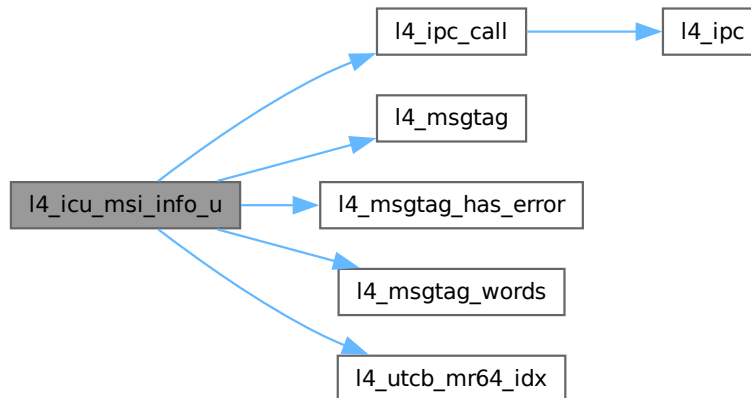 l4_ipc_call
l4_ipc
l4_msgtag
l4_icu_msi_info_u
l4_msgtag_has_error
l4_msgtag_words
l4_utcb_mr64_idx